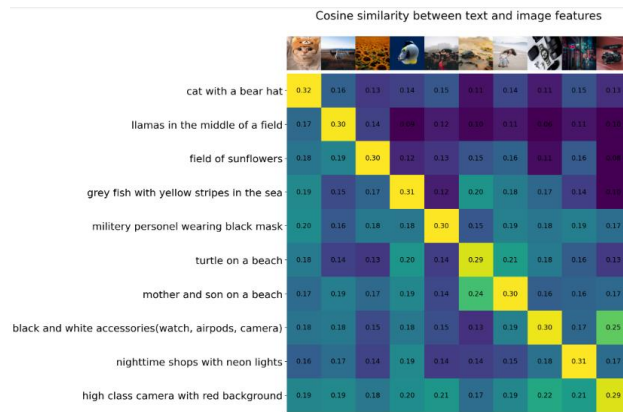 Cosine similarity between text and image features
cat with a bear hat 0.32 0.16 0.13 0.14 0.15 0.14 0.15 0.13
llamas in the middle of a field 0.17 0.30 0.14 0.11
field of sunflowers 0.18 0.19 0.30 0.12 0.13 0.15 0.16 0.16
grey fish with yellow stripes in the sea 0.19 0.15 0.17 0.31 0.12 0.20 0.18 0.17 0.14
militery personel wearing black mask 0.20 0.16 0.18 0.18 0.30 0.15 0.19 0.18 0.19 0.17
turtle on a beach 0.18 0.14 0.13 0.20 0.14 0.29 0.21 0.18 0.16 0.13
mother and son on a beach 0.17 0.19 0.17 0.19 0.14 0.24 0.30 0.16 0.16 0.17
black and white accessories(watch, airpods, camera) 0.18 0.18 0.15 0.18 0.15 0.13 0.19 0.30 0.17 0.25
nighttime shops with neon lights 0.16 0.17 0.14 0.19 0.14 0.14 0.15 0.18 0.31 0.17
high class camera with red background 0.19 0.19 0.18 0.20 0.21 0.17 0.19 0.22 0.21 0.29